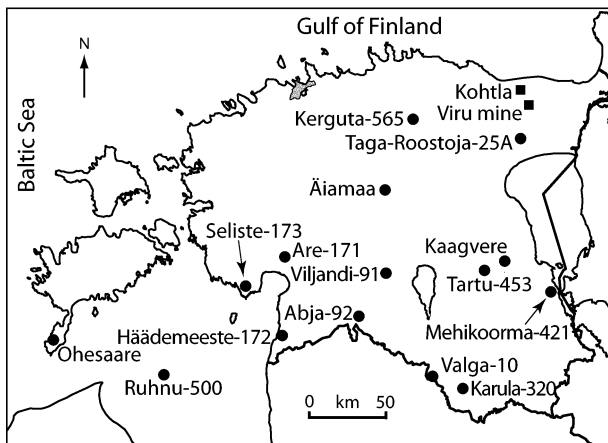 Gulf of Finland
N
Baltic Sea
Kohtla
Viru mine
Kerguta-565
Taga-Roostoja-25A
Äiamaa
Seliste-173
Are-171
Kaagvere
Viljandi-91
Tartu-453
Abja-92
Mehikoorma-421
Häädemeeste-172
Ohesaare
Valga-10
Ruhnu-500
Karula-320
0 km 50